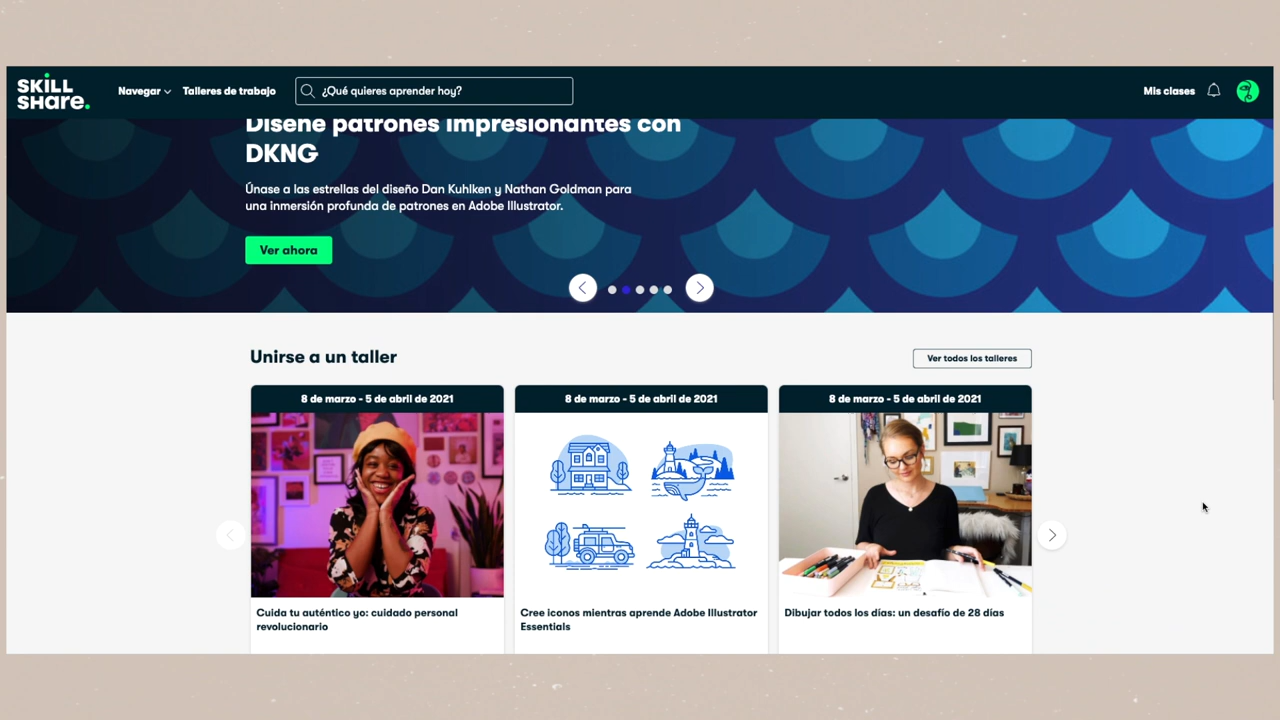 SKILL
SHare.
Navegar
Talleres de trabajo
¿Qué quieres aprender hoy?
Mis clases
Diseñe patrones impresionantes con
DKNG
Únase a las estrellas del diseño Dan Kuhlken y Nathan Goldman para
una inmersión profunda de patrones en Adobe Illustrator.
Ver ahora
Unirse a un taller
Ver todos los talleres
8 de marzo - 5 de abril de 2021
8 de marzo - 5 de abril de 2021
8 de marzo - 5 de abril de 2021
Cuida tu auténtico yo: cuidado personal
revolucionario
Cree iconos mientras aprende Adobe Illustrator
Essentials
Dibujar todos los días: un desafío de 28 días